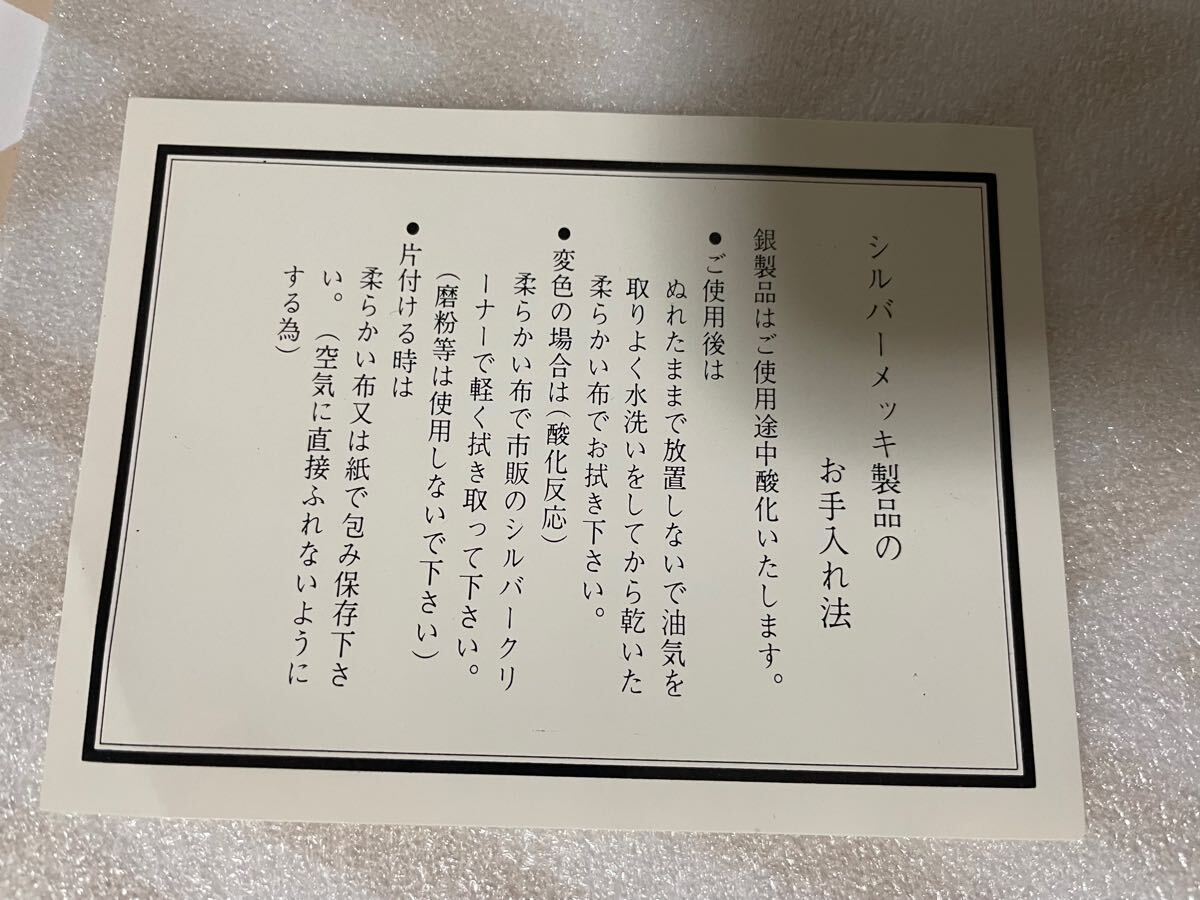 シルバーメッキ製品の
お手入れ法
銀製品はご使用途中酸化いたします。
●ご使用後は
ぬれたままで放置しないで油気を
取りよく水洗いをしてから乾いた
柔らかい布でお拭き下さい。
●変色の場合は(酸化反応)
柔らかい布で市販のシルバークリ
ーナーで軽く拭き取って下さい。
(磨粉等は使用しないで下さい)
●片付ける時は
柔らかい布又は紙で包み保存下さ
い。(空気に直接ふれないように
する為)